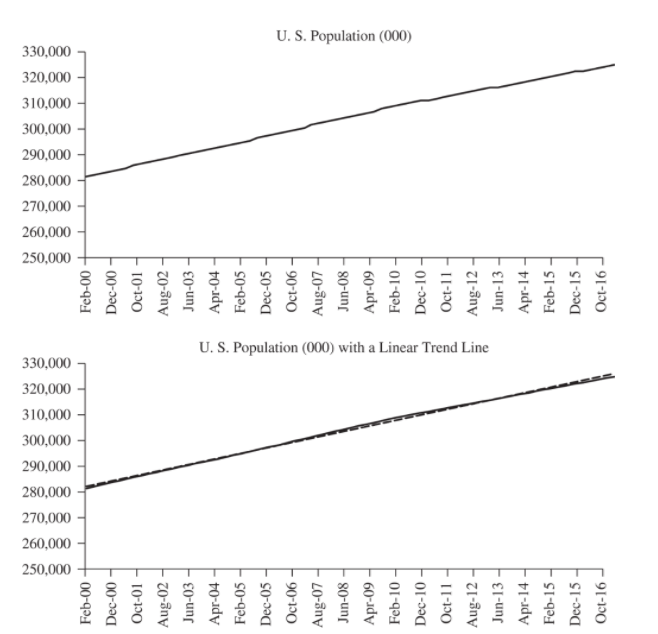 U. S. Population (000)
330,000
320,000
310,000
300,000
290,000
280,000
270,000
260,000
250,000
Feb-00
Dec-00
Oct-01
Aug-02
Jun-03
Apr-04
Feb-05
Dec-05
Oct-06
Aug-07
Jun-08
Apr-09
Feb-10
Dec-10
Oct-11
Aug-12
Jun-13
Apr-14
Feb-15
Dec-15
Oct-16
U. S. Population (000) with a Linear Trend Line
330,000
320,000
310,000
300,000
290,000
280,000
270,000
260,000
250,000
Feb-00
Dec-00
Oct-01
Aug-02
Jun-03
Apr-04
Feb-05
Dec-05
Oct-06
Aug-07
Jun-08
Apr-09
Feb-10
Dec-10
Oct-11
Aug-12
Jun-13
Apr-14
Feb-15
Dec-15
Oct-16